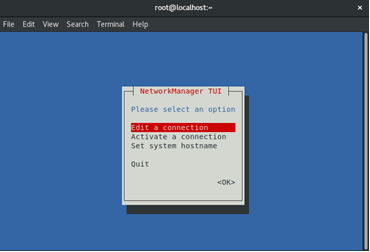 root@localhost:~
File Edit View Search Terminal Help
NetworkManager TUI
Please select an option
Edit a connection
Activate a connection
Set system hostname
Quit
<OK>